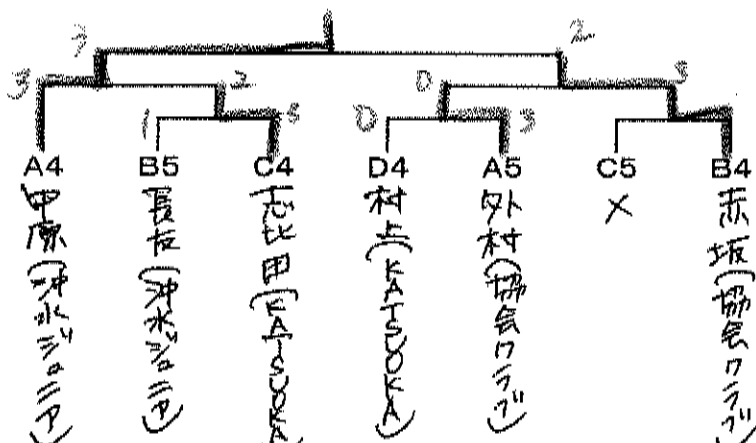 3 2
3 2 0 3
1 3 0 3
A4 B5 C4 D4 A5 C5 B4
甲原(沖水ジュニア)
長友(沖水ジュニア)
志比田(KATSUOKA
村上(KATSUOKA)
外村(協会クラブ)
×
赤坂(協会クラブ)